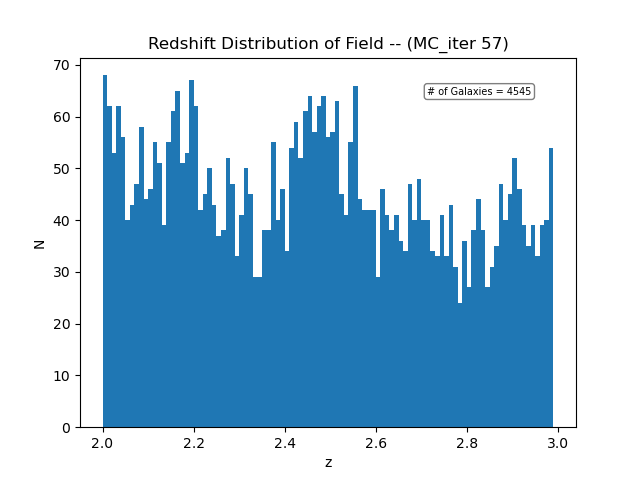 Redshift Distribution of Field -- (MC_iter 57)
# of Galaxies = 4545
N
70
60
50
40
30
20
10
0
2.0 2.2 2.4 2.6 2.8 3.0
z